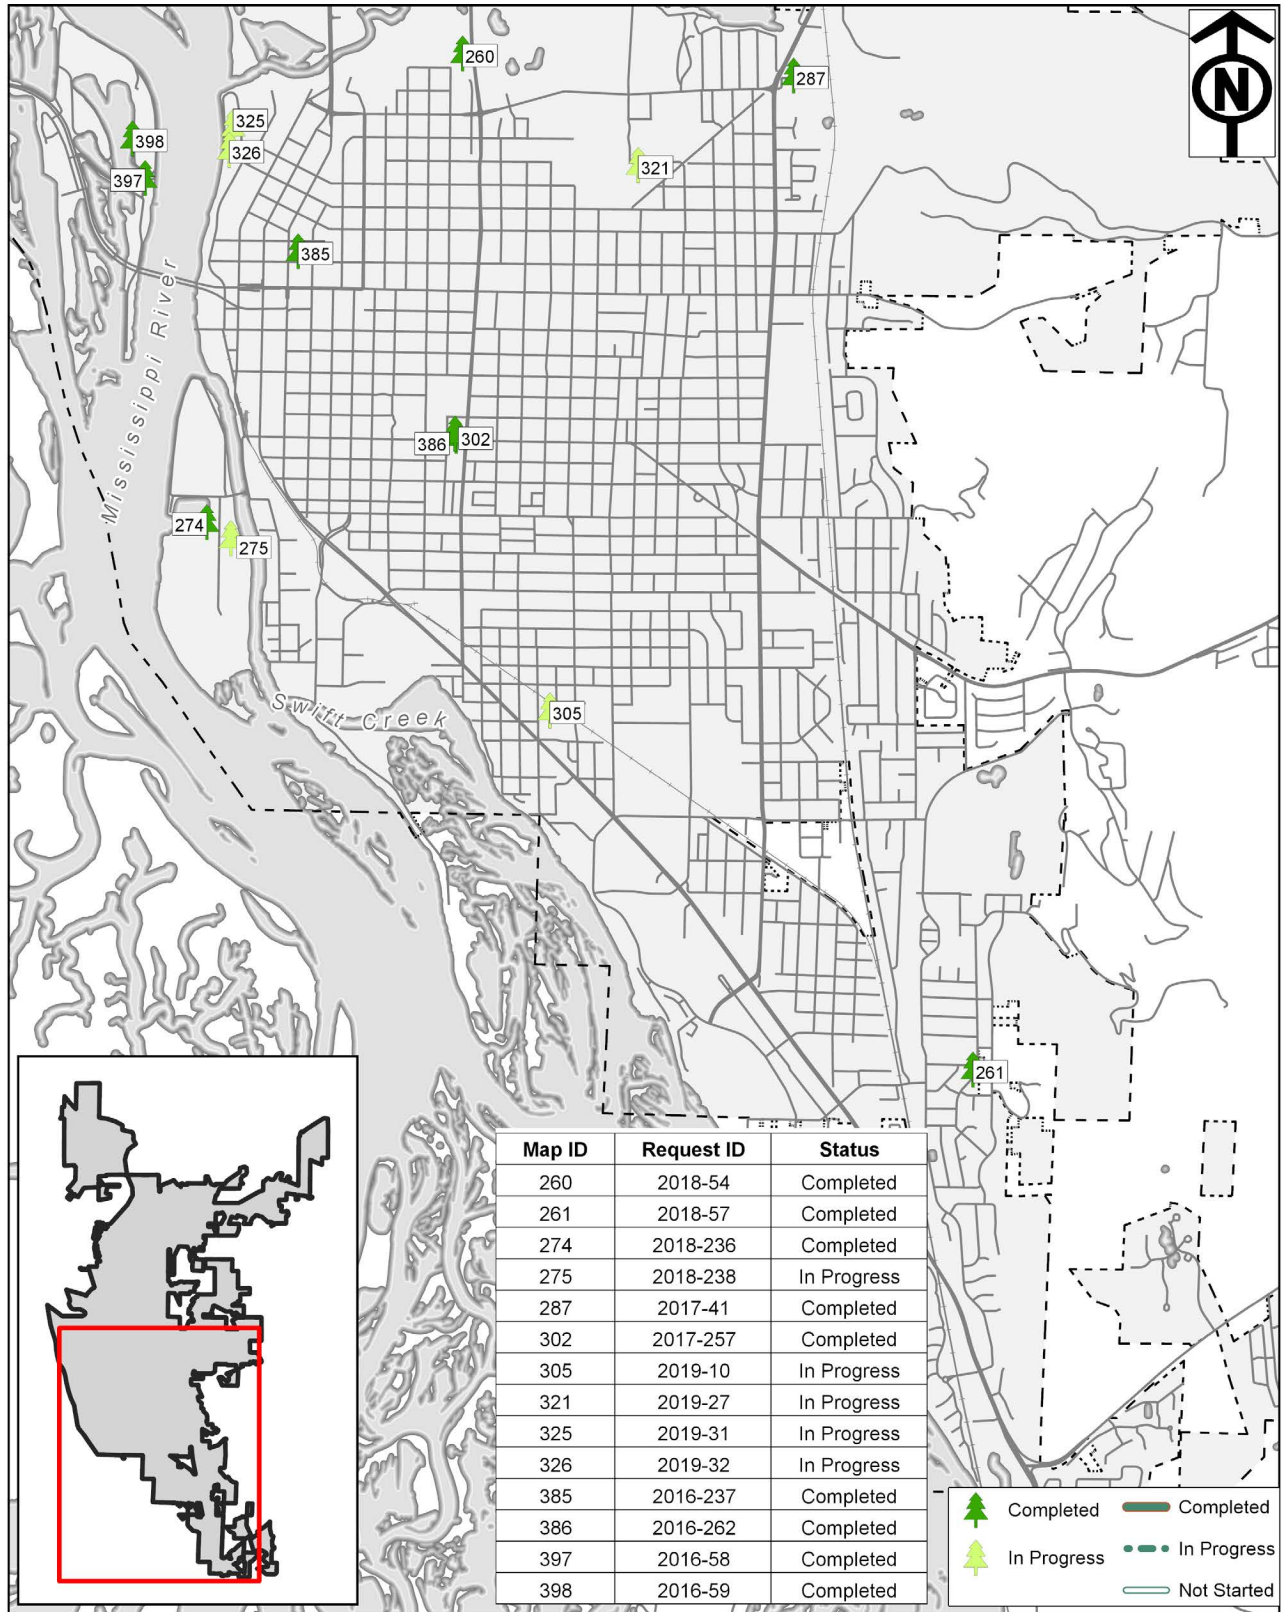 N
260
287
325
326
398
397
321
385
Mississippi River
386
302
274
275
Swift Creek
305
261
Map ID Request ID Status
260 2018-54 Completed
261 2018-57 Completed
274 2018-236 Completed
275 2018-238 In Progress
287 2017-41 Completed
302 2017-257 Completed
305 2019-10 In Progress
321 2019-27 In Progress
325 2019-31 In Progress
326 2019-32 In Progress
385 2016-237 Completed
386 2016-262 Completed
397 2016-58 Completed
398 2016-59 Completed
Completed Completed
In Progress In Progress
Not Started